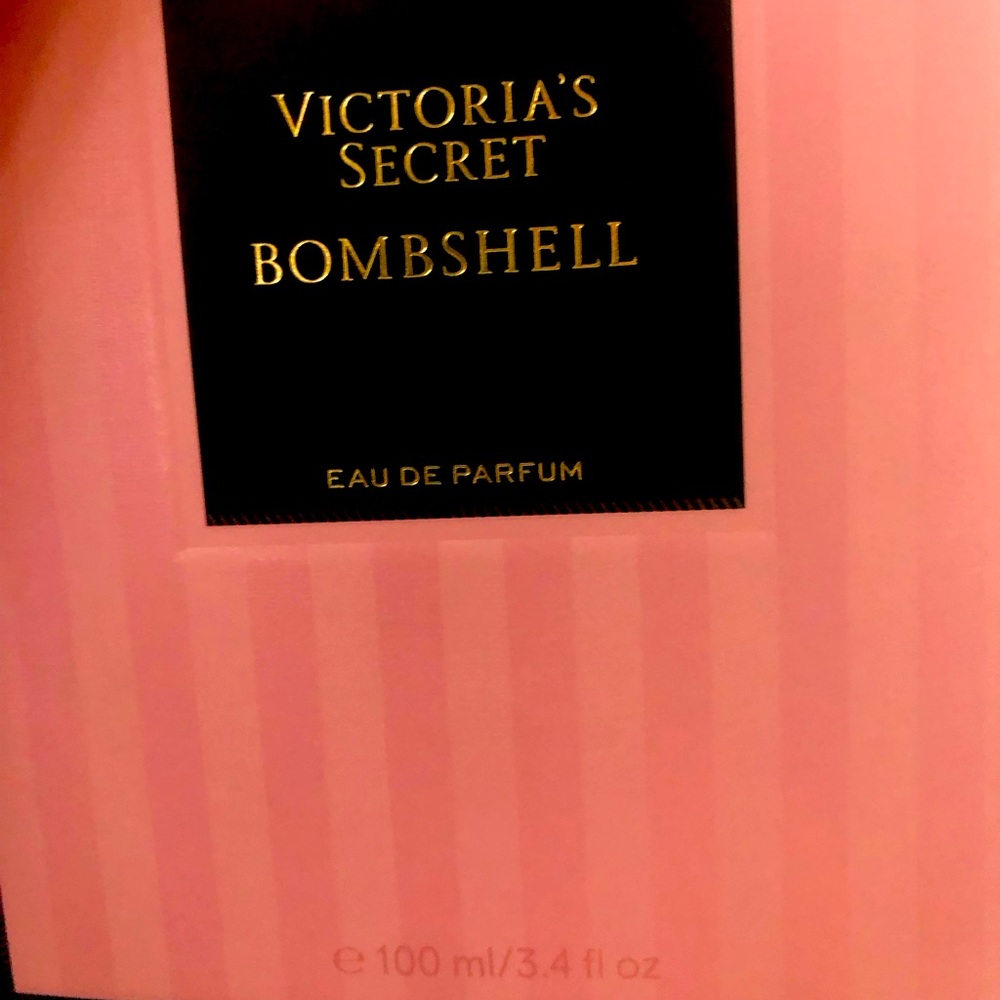 VICTORIA'S
SECRET
BOMBSHELL
EAU DE PARFUM
℮ 100 ml/3.4 fl oz